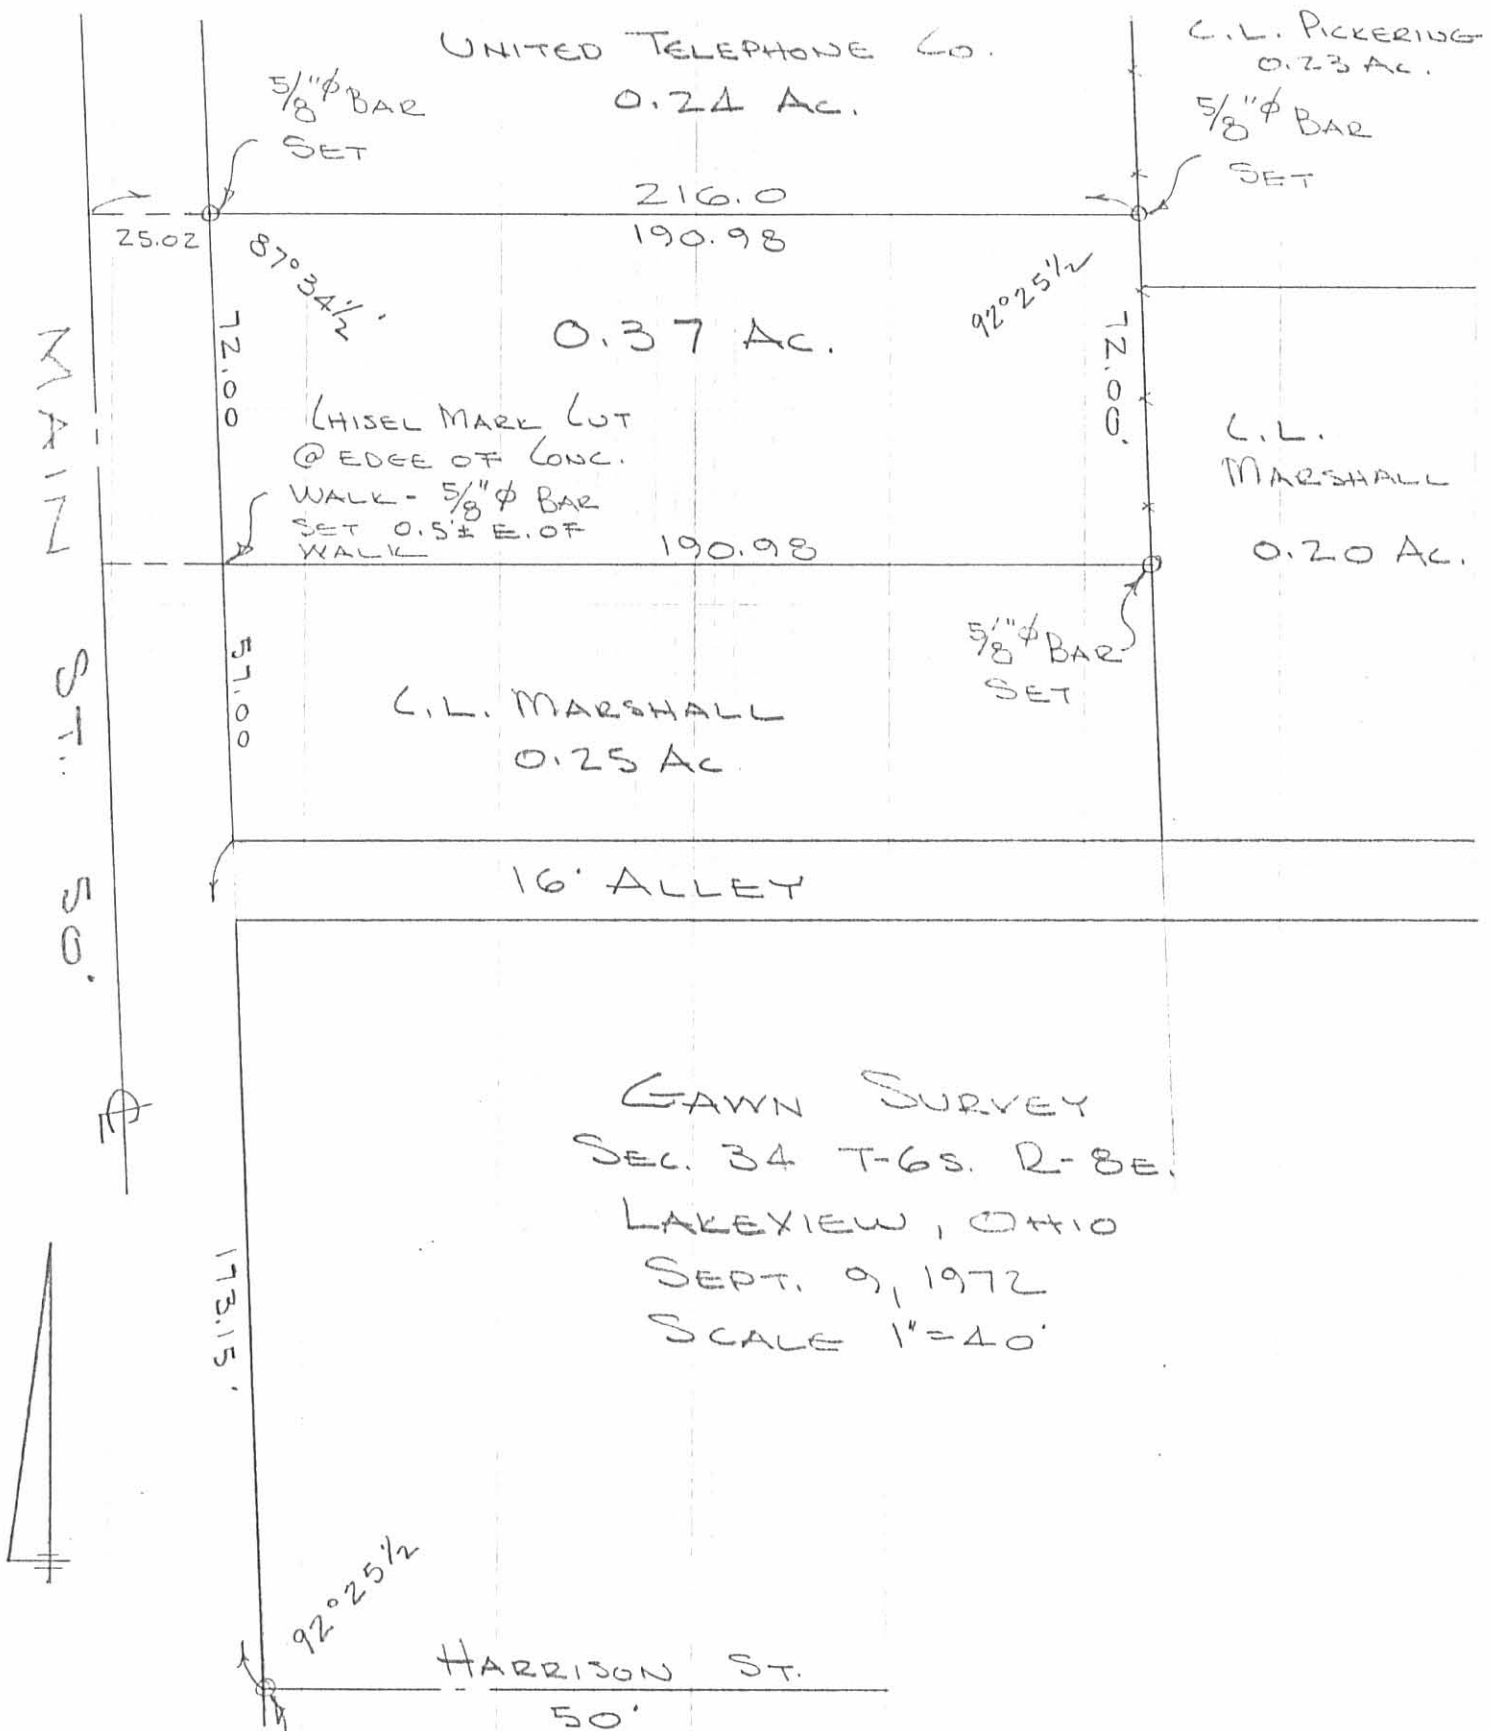 UNITED TELEPHONE CO.
0.24 AC.
C.L. PICKERING
0.23 AC.
5/8"φ BAR
SET
5/8"φ BAR
SET
216.0
25.02
190.98
87°34½'
92°25½
72.00
0.37 AC.
72.00'
CHISEL MARK CUT
@ EDGE OF CONC.
WALK - 5/8"φ BAR
SET 0.5'± E. OF
WALK
190.98
C.L.
MARSHALL
0.20 AC.
MAIN ST. 50'
57.00
5/8"φ BAR
SET
C.L. MARSHALL
0.25 AC
16' ALLEY
GAWN SURVEY
SEC. 34 T-6S. R-8E.
LAKEVIEW, OHIO
SEPT. 9, 1972
SCALE 1"=40'
173.15'
92°25½
HARRISON ST.
50'